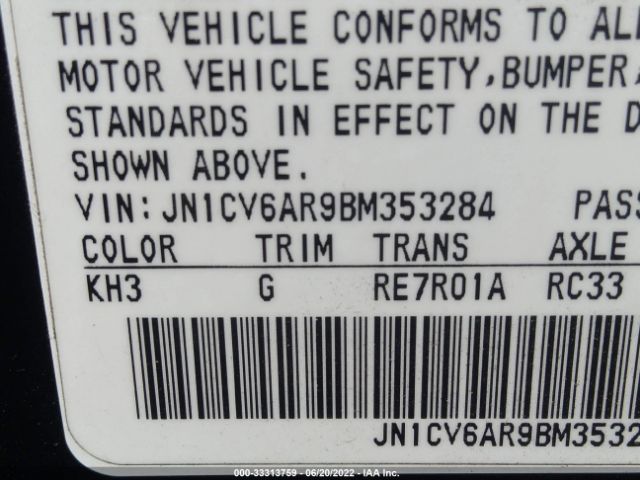 THIS VEHICLE CONFORMS TO ALL
MOTOR VEHICLE SAFETY, BUMPER,
STANDARDS IN EFFECT ON THE D
SHOWN ABOVE.
VIN: JN1CV6AR9BM353284 PASS
COLOR TRIM TRANS AXLE
KH3 G RE7R01A RC33
JN1CV6AR9BM3532
000-33313759 - 06/20/2022 - IAA Inc.